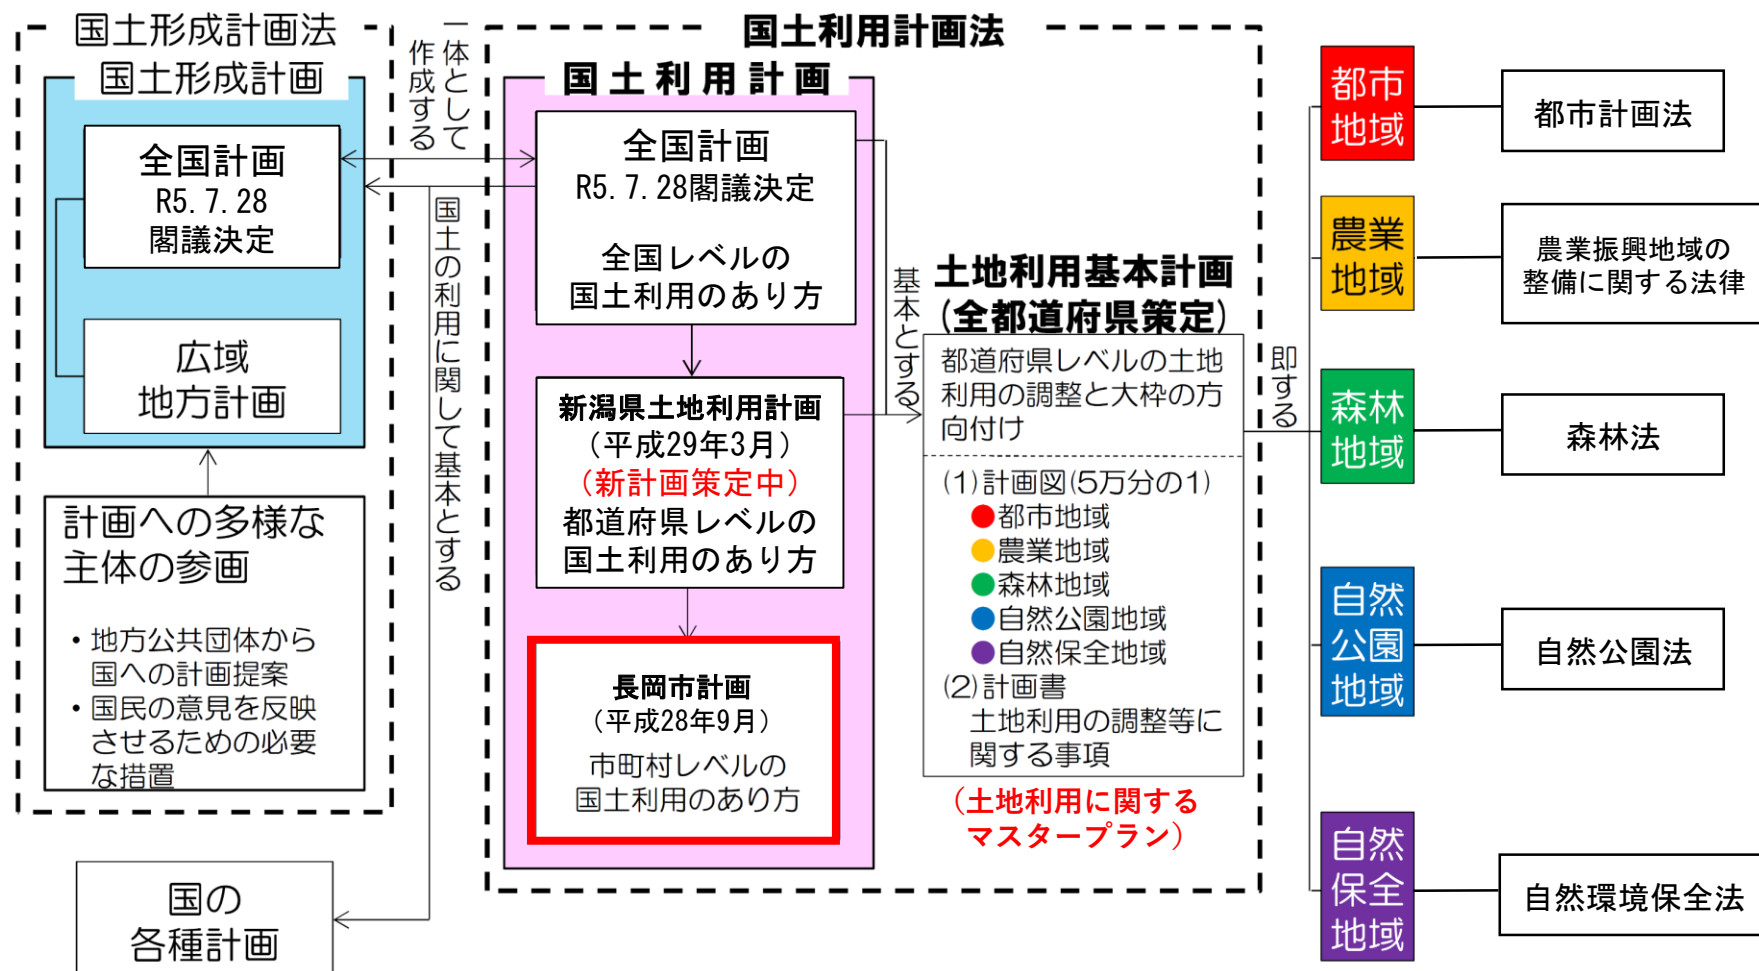 国土形成計画法
国土形成計画
全国計画
R5.7.28
閣議決定
広域
地方計画
計画への多様な
主体の参画
・地方公共団体から
国への計画提案
・国民の意見を反映
させるための必要
な措置
国の
各種計画
一体として
作成する
国土の利用に関して基本とする
国土利用計画法
国土利用計画
全国計画
R5.7.28閣議決定
全国レベルの
国土利用のあり方
新潟県土地利用計画
(平成29年3月)
(新計画策定中)
都道府県レベルの
国土利用のあり方
長岡市計画
(平成28年9月)
市町村レベルの
国土利用のあり方
基本とする
土地利用基本計画
(全都道府県策定)
都道府県レベルの土地
利用の調整と大枠の方
向付け
(1)計画図(5万分の1)
●都市地域
●農業地域
●森林地域
●自然公園地域
●自然保全地域
(2)計画書
土地利用の調整等に
関する事項
(土地利用に関する
マスタープラン)
即する
都市
地域
都市計画法
農業
地域
農業振興地域の
整備に関する法律
森林
地域
森林法
自然
公園
地域
自然公園法
自然
保全
地域
自然環境保全法